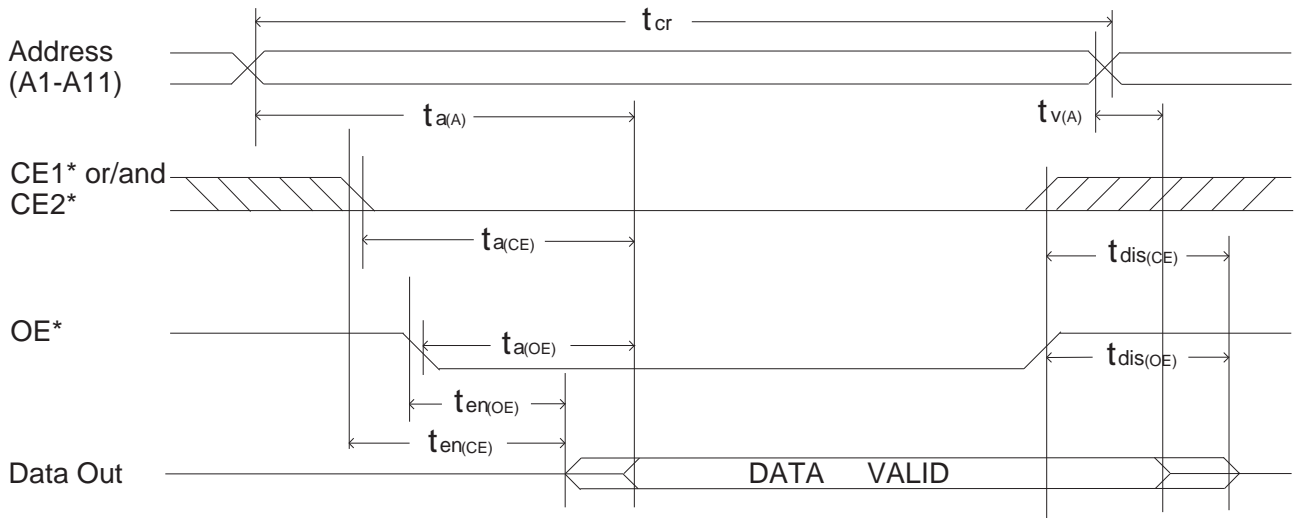 tcr
Address
(A1-A11)
ta(A)
tv(A)
CE1* or/and
CE2*
ta(CE)
tdis(CE)
OE*
ta(OE)
tdis(OE)
ten(OE)
ten(CE)
Data Out
DATA VALID